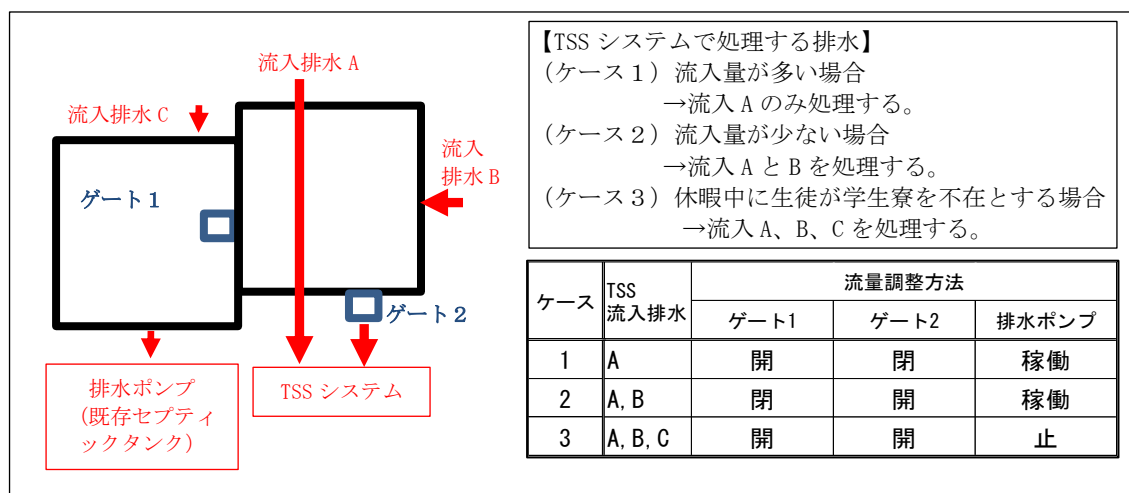 流入排水 A
流入排水 C
流入
排水 B
ゲート１
ゲート２
排水ポンプ
(既存セプティ
ックタンク)
TSS システム
【TSS システムで処理する排水】
（ケース１）流入量が多い場合
→流入 A のみ処理する。
（ケース２）流入量が少ない場合
→流入 A と B を処理する。
（ケース３）休暇中に生徒が学生寮を不在とする場合
→流入 A、B、C を処理する。
ケース TSS 流入排水 流量調整方法
ゲート1 ゲート2 排水ポンプ
1 A 開 閉 稼働
2 A, B 閉 開 稼働
3 A, B, C 開 開 止